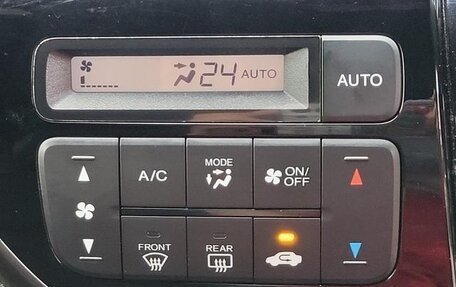 24 AUTO
AUTO
A/C
MODE
ON/
OFF
FRONT
REAR